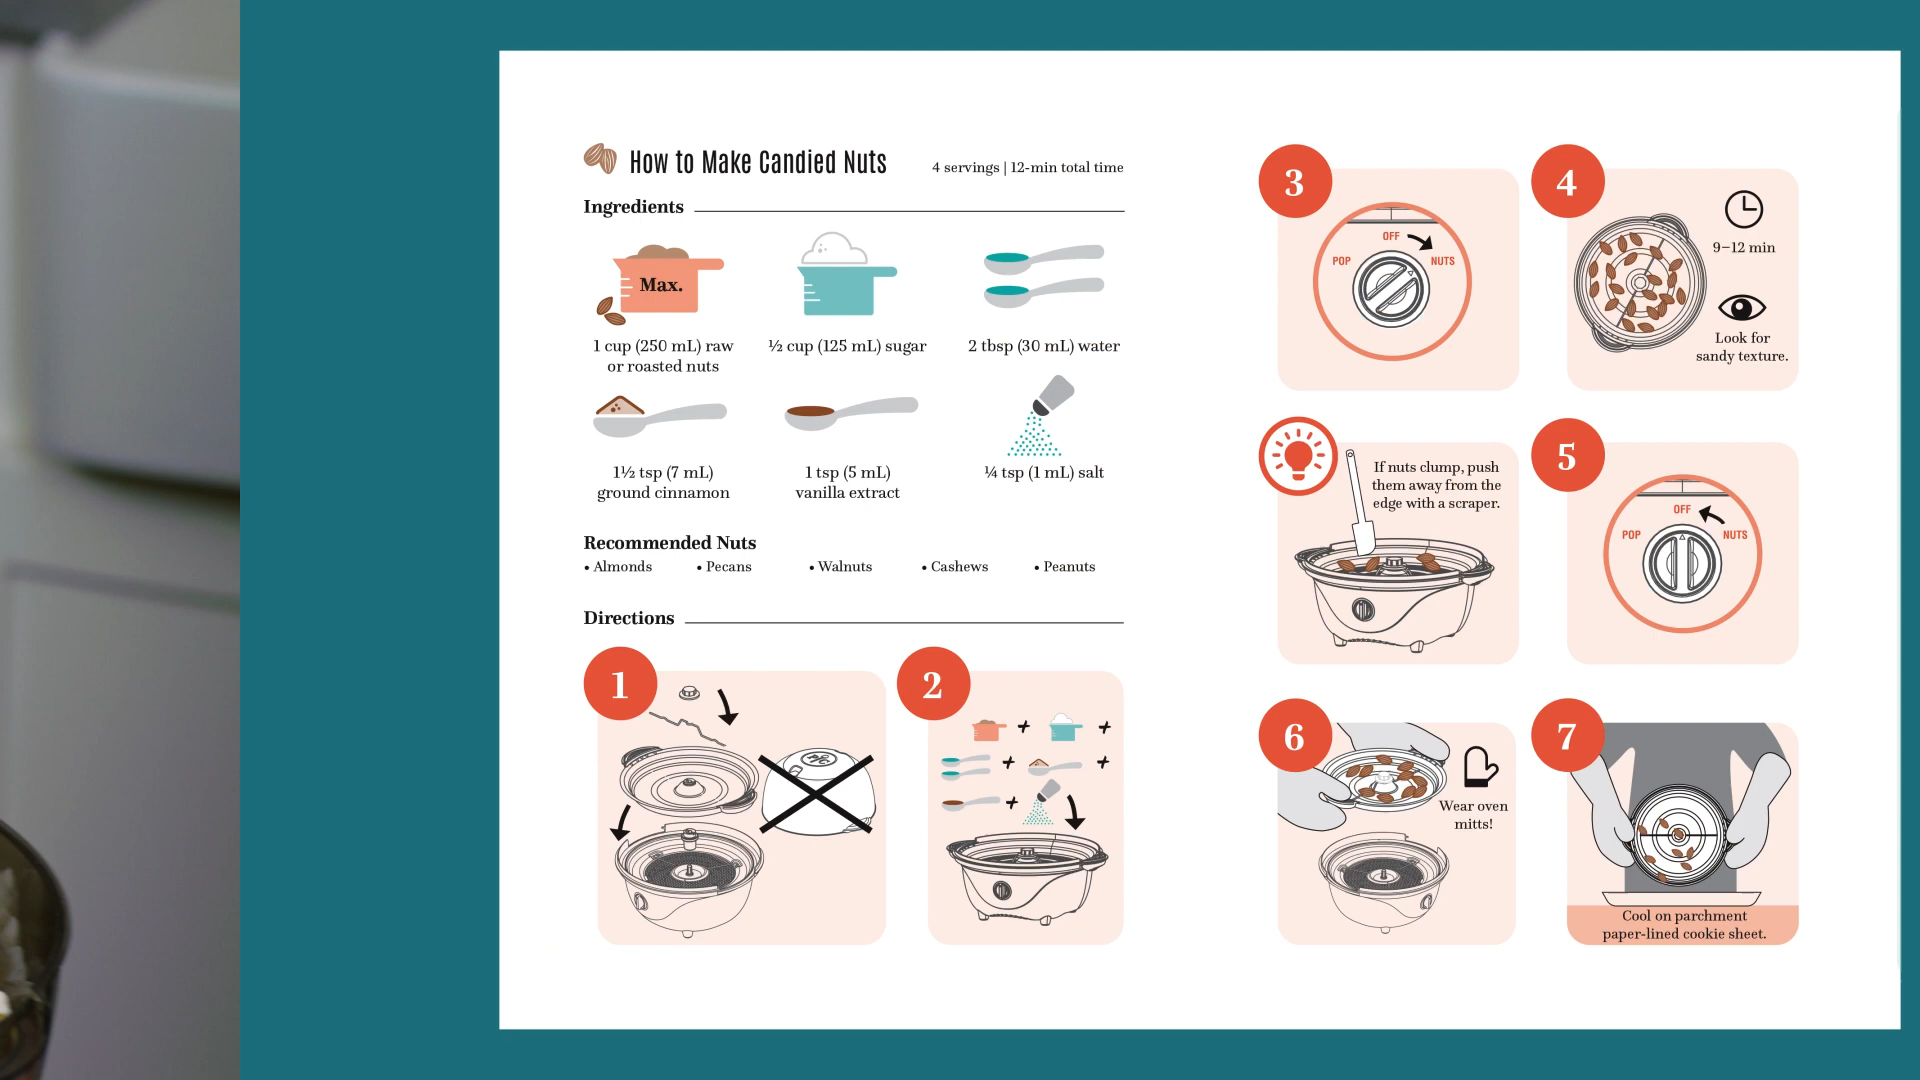 How to Make Candied Nuts
4 servings | 12-min total time
Ingredients
Max.
1 cup (250 mL) raw
or roasted nuts
½ cup (125 mL) sugar
2 tbsp (30 mL) water
1½ tsp (7 mL)
ground cinnamon
1 tsp (5 mL)
vanilla extract
¼ tsp (1 mL) salt
Recommended Nuts
• Almonds
• Pecans
• Walnuts
• Cashews
• Peanuts
Directions
1
2
3
OFF
POP
NUTS
4
9–12 min
Look for
sandy texture.
If nuts clump, push
them away from the
edge with a scraper.
5
OFF
POP
NUTS
6
Wear oven
mitts!
7
Cool on parchment
paper-lined cookie sheet.